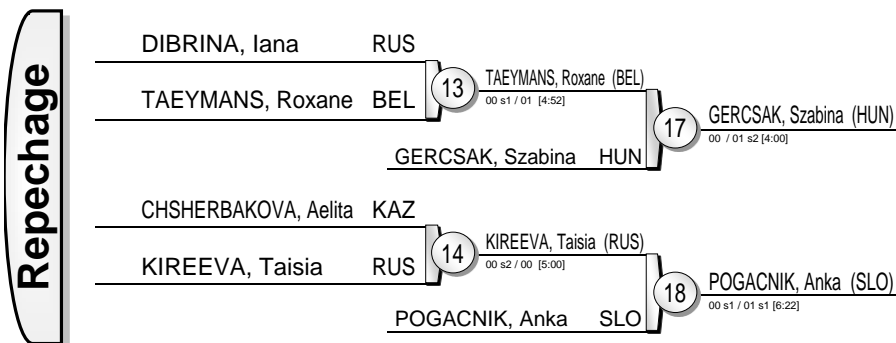 Repechage
DIBRINA, Iana RUS
13
TAEYMANS, Roxane (BEL)
00 s1 / 01 [4:52]
TAEYMANS, Roxane BEL
17
GERCSAK, Szabina (HUN)
00 / 01 s2 [4:00]
GERCSAK, Szabina HUN
CHSHERBAKOVA, Aelita KAZ
14
KIREEVA, Taisia (RUS)
00 s2 / 00 [5:00]
KIREEVA, Taisia RUS
18
POGACNIK, Anka (SLO)
00 s1 / 01 s1 [6:22]
POGACNIK, Anka SLO